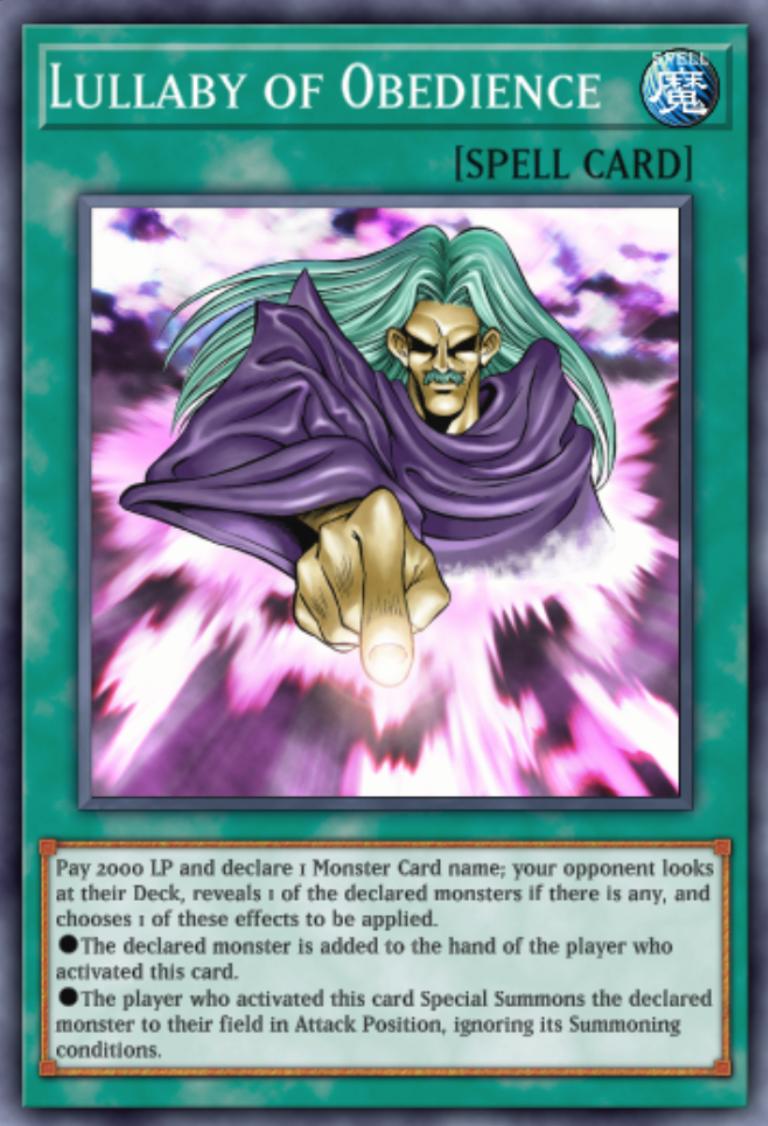 LULLABY OF OBEDIENCE
SPELL
魔
[SPELL CARD]
Pay 2000 LP and declare 1 Monster Card name; your opponent looks
at their Deck, reveals 1 of the declared monsters if there is any, and
chooses 1 of these effects to be applied.
●The declared monster is added to the hand of the player who
activated this card.
●The player who activated this card Special Summons the declared
monster to their field in Attack Position, ignoring its Summoning
conditions.